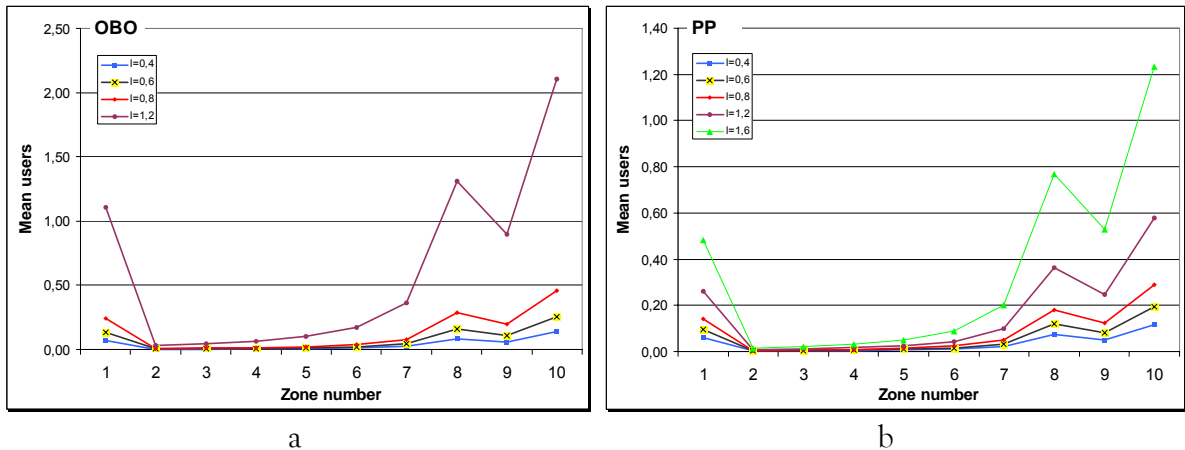 OBO
2,50
2,00
1,50
1,00
0,50
0,00
Mean users
l=0,4
l=0,6
l=0,8
l=1,2
1 2 3 4 5 6 7 8 9 10
Zone number
a
PP
1,40
1,20
1,00
0,80
0,60
0,40
0,20
0,00
Mean users
l=0,4
l=0,6
l=0,8
l=1,2
l=1,6
1 2 3 4 5 6 7 8 9 10
Zone number
b